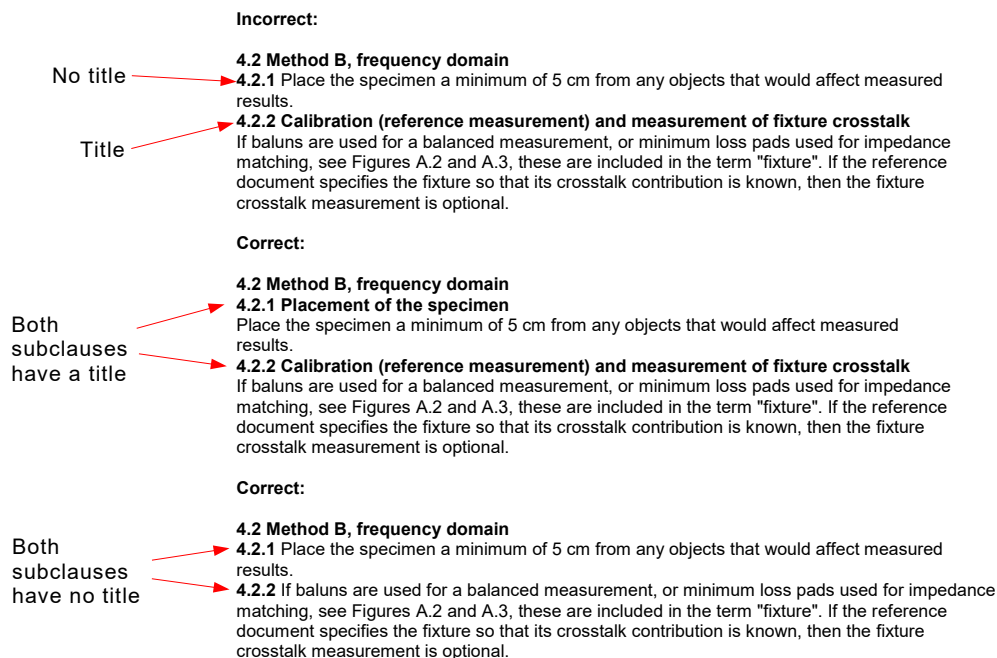 Incorrect:
4.2 Method B, frequency domain
No title
4.2.1 Place the specimen a minimum of 5 cm from any objects that would affect measured
results.
Title
4.2.2 Calibration (reference measurement) and measurement of fixture crosstalk
If baluns are used for a balanced measurement, or minimum loss pads used for impedance
matching, see Figures A.2 and A.3, these are included in the term "fixture". If the reference
document specifies the fixture so that its crosstalk contribution is known, then the fixture
crosstalk measurement is optional.
Correct:
4.2 Method B, frequency domain
Both
subclauses
have a title
4.2.1 Placement of the specimen
Place the specimen a minimum of 5 cm from any objects that would affect measured
results.
4.2.2 Calibration (reference measurement) and measurement of fixture crosstalk
If baluns are used for a balanced measurement, or minimum loss pads used for impedance
matching, see Figures A.2 and A.3, these are included in the term "fixture". If the reference
document specifies the fixture so that its crosstalk contribution is known, then the fixture
crosstalk measurement is optional.
Correct:
4.2 Method B, frequency domain
Both
subclauses
have no title
4.2.1 Place the specimen a minimum of 5 cm from any objects that would affect measured
results.
4.2.2 If baluns are used for a balanced measurement, or minimum loss pads used for impedance
matching, see Figures A.2 and A.3, these are included in the term "fixture". If the reference
document specifies the fixture so that its crosstalk contribution is known, then the fixture
crosstalk measurement is optional.